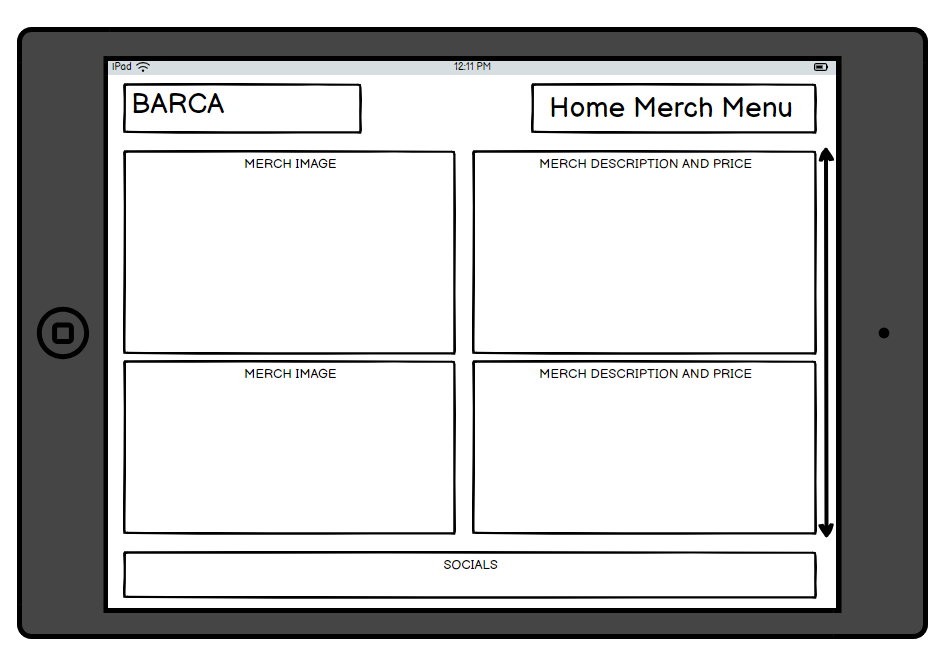 iPad 12:11 PM
BARCA
Home Merch Menu
MERCH IMAGE
MERCH DESCRIPTION AND PRICE
MERCH IMAGE
MERCH DESCRIPTION AND PRICE
SOCIALS